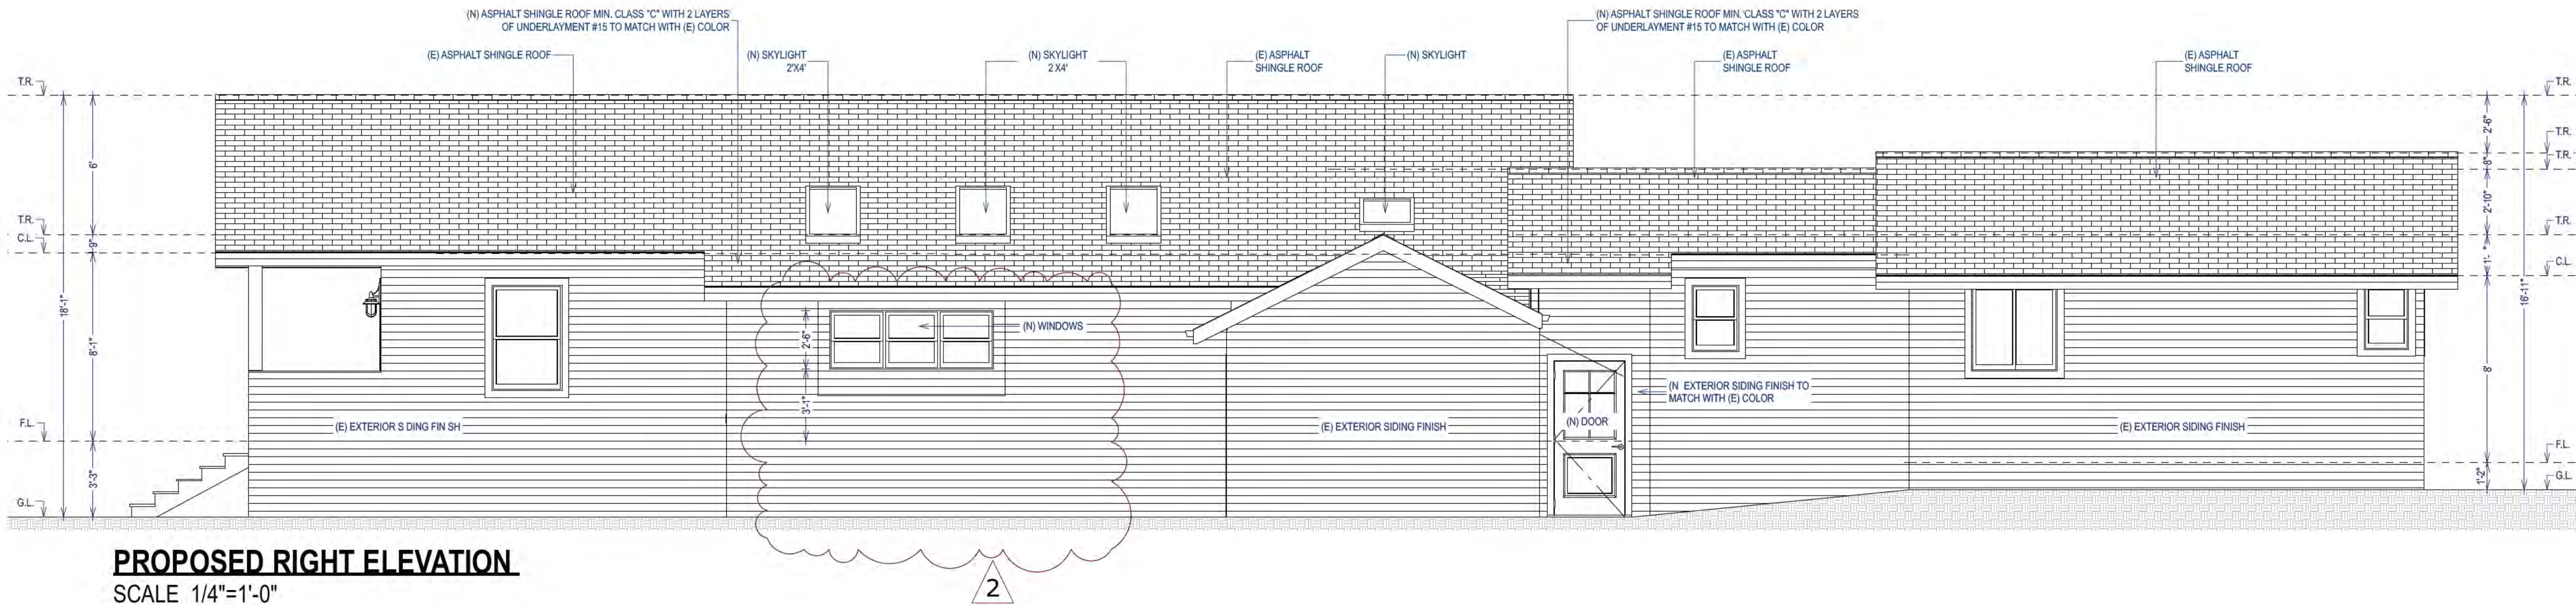 (N) ASPHALT SHINGLE ROOF MIN. CLASS "C" WITH 2 LAYERS
OF UNDERLAYMENT #15 TO MATCH WITH (E) COLOR
(N) ASPHALT SHINGLE ROOF MIN. CLASS "C" WITH 2 LAYERS
OF UNDERLAYMENT #15 TO MATCH WITH (E) COLOR
(E) ASPHALT SHINGLE ROOF
(N) SKYLIGHT
2'X4'
(N) SKYLIGHT
2 X4'
(E) ASPHALT
SHINGLE ROOF
(N) SKYLIGHT
(E) ASPHALT
SHINGLE ROOF
(E) ASPHALT
SHINGLE ROOF
T.R.
T.R.
C.L.
F.L.
G.L.
18'-1"
6'
9"
8'-1"
3'-3"
2'-6"
3'-1"
(N) WINDOWS
(E) EXTERIOR S DING FIN SH
(E) EXTERIOR SIDING FINISH
(N) DOOR
(N EXTERIOR SIDING FINISH TO
MATCH WITH (E) COLOR
(E) EXTERIOR SIDING FINISH
T.R.
T.R.
T.R.
T.R.
C.L.
F.L.
G.L.
2'-6"
8"
2'-10"
8'
1'-2"
16'-11"
PROPOSED RIGHT ELEVATION
SCALE 1/4"=1'-0"
2